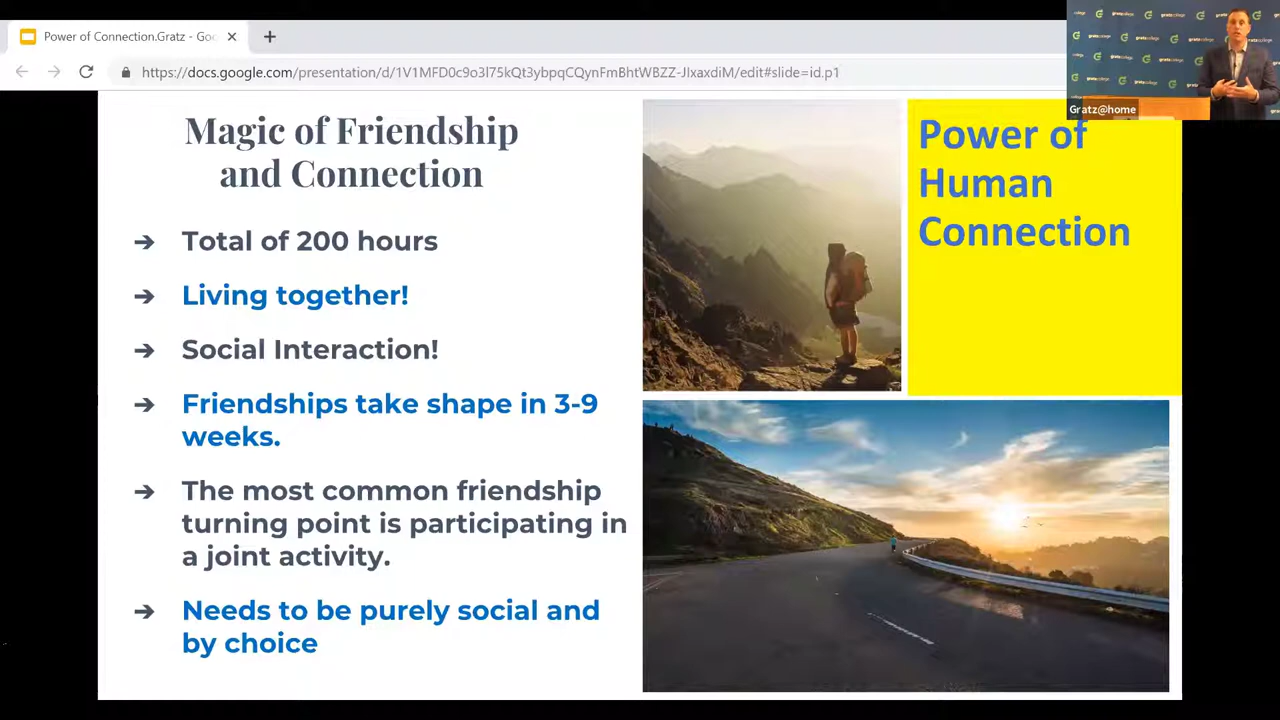 Power of Connection.Gratz - Goo
https://docs.google.com/presentation/d/1V1MFD0c9o3l75kQt3ybpqCQynFmBhtWBZZ-JIxaxdiM/edit#slide=id.p1
gratzcollege
Gratz@home
Magic of Friendship
and Connection
➔ Total of 200 hours
➔ Living together!
➔ Social Interaction!
➔ Friendships take shape in 3-9
weeks.
➔ The most common friendship
turning point is participating in
a joint activity.
➔ Needs to be purely social and
by choice
Power of
Human
Connection